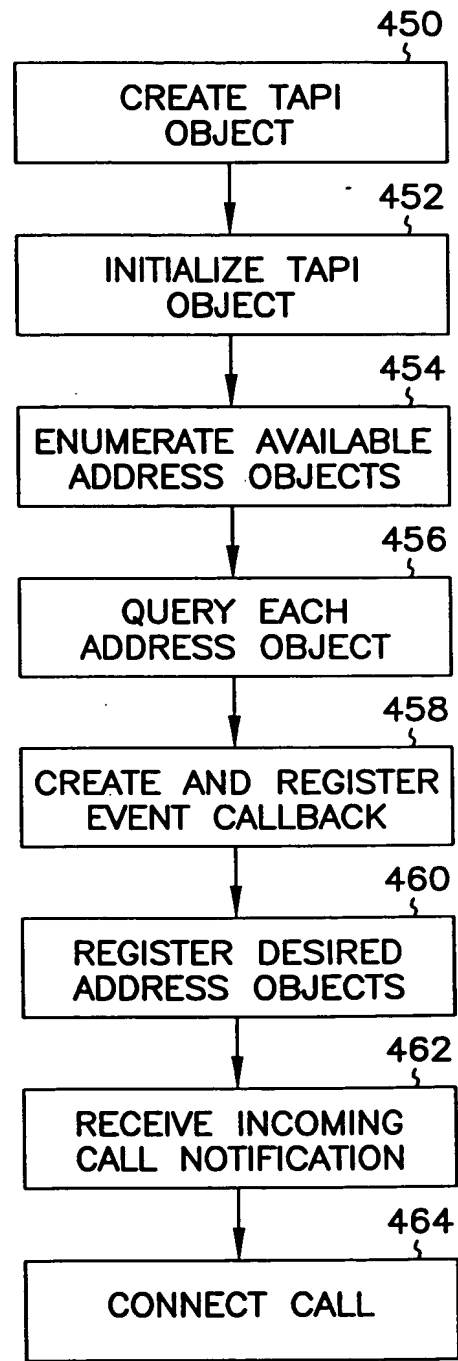 450
CREATE TAPI
OBJECT
452
INITIALIZE TAPI
OBJECT
454
ENUMERATE AVAILABLE
ADDRESS OBJECTS
456
QUERY EACH
ADDRESS OBJECT
458
CREATE AND REGISTER
EVENT CALLBACK
460
REGISTER DESIRED
ADDRESS OBJECTS
462
RECEIVE INCOMING
CALL NOTIFICATION
464
CONNECT CALL